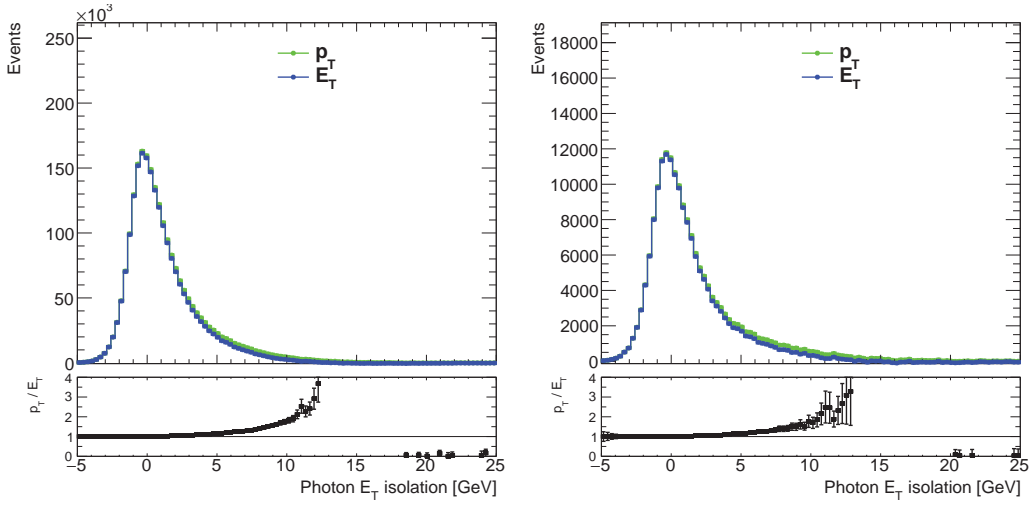 ×10³
Events
250
200
150
100
50
0
p_T
E_T
p_T / E_T
4
3
2
1
0
−5 0 5 10 15 20 25
Photon E_T isolation [GeV]
Events
18000
16000
14000
12000
10000
8000
6000
4000
2000
0
p_T
E_T
p_T / E_T
4
3
2
1
0
−5 0 5 10 15 20 25
Photon E_T isolation [GeV]